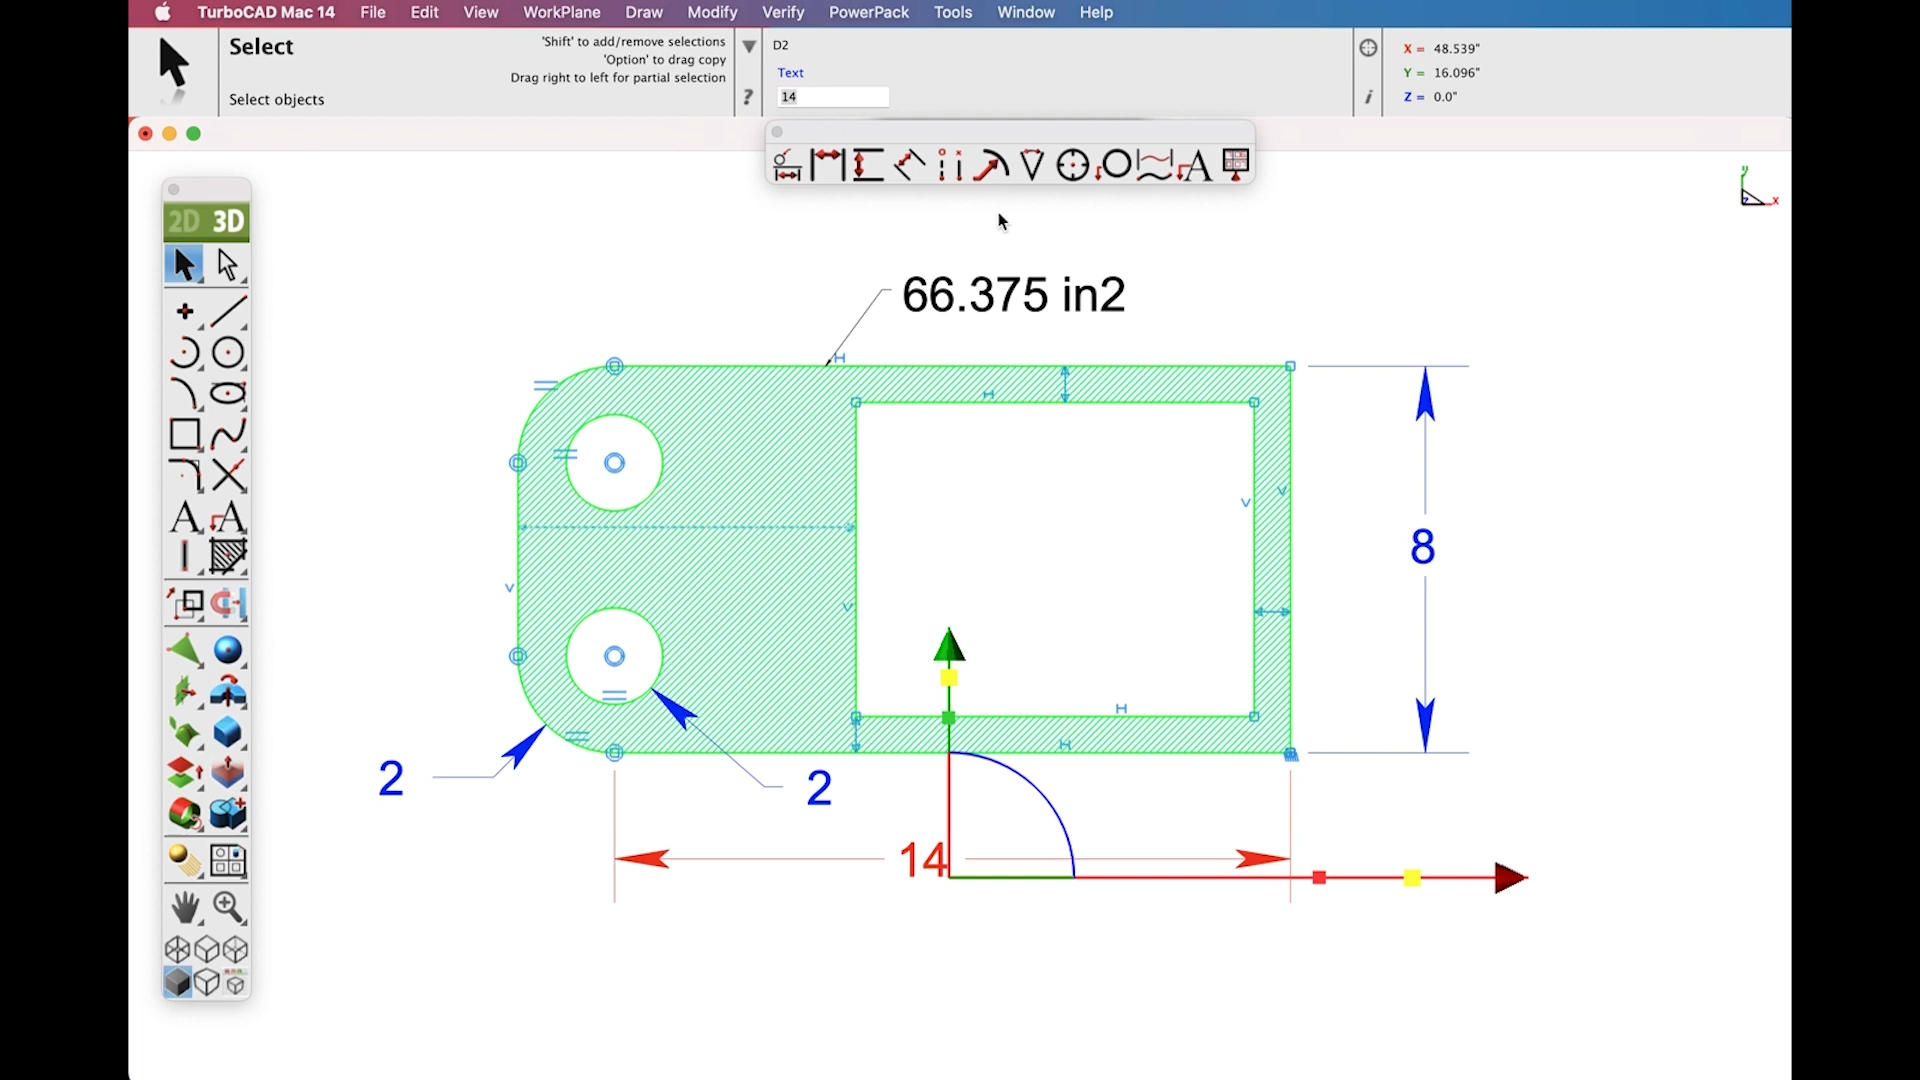 TurboCAD Mac 14 File Edit View WorkPlane Draw Modify Verify PowerPack Tools Window Help
Select
'Shift' to add/remove selections
'Option' to drag copy
Drag right to left for partial selection
Select objects
?
D2
Text
14
i
X = 48.539"
Y = 16.096"
Z = 0.0"
A
2D 3D
A A
y
x
z
66.375 in2
H
H
V
V
V
V
H
H
8
2
2
14